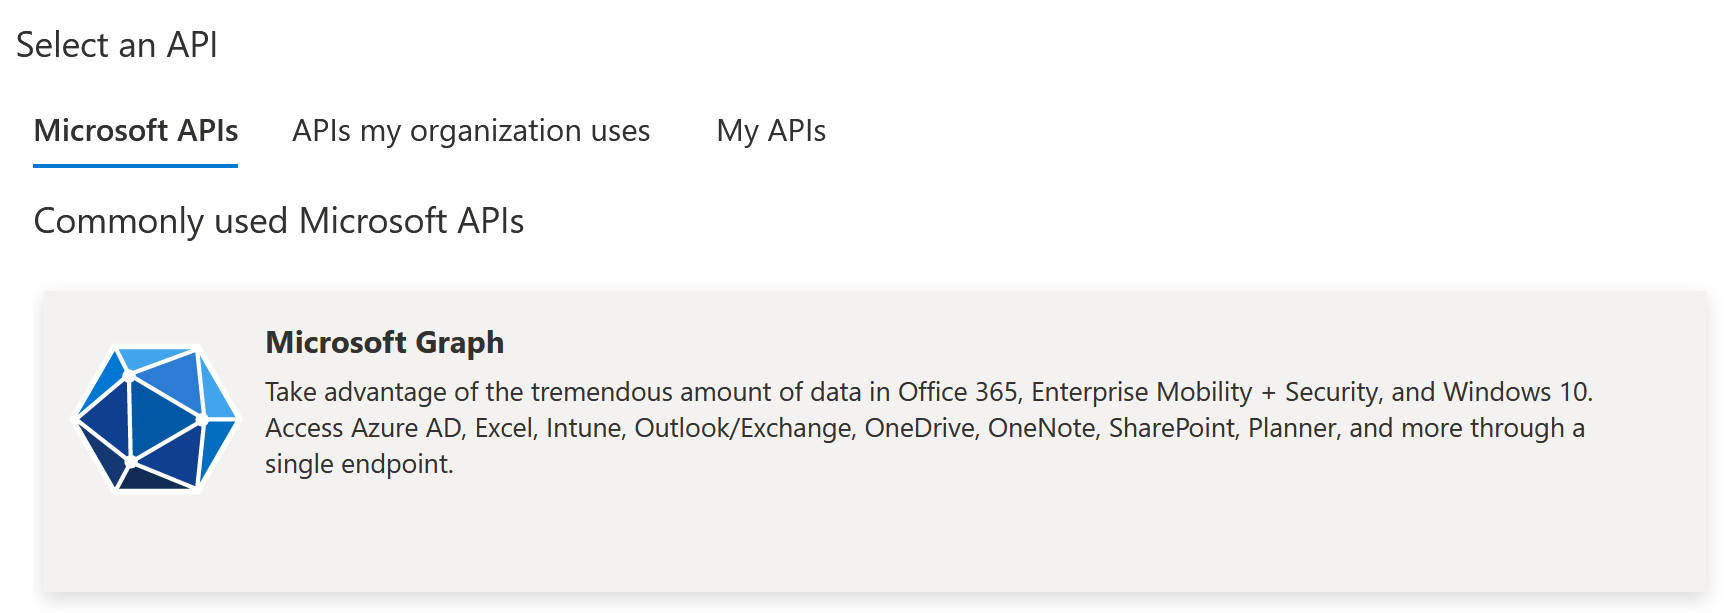 Select an API
Microsoft APIs APIs my organization uses My APIs
Commonly used Microsoft APIs
Microsoft Graph
Take advantage of the tremendous amount of data in Office 365, Enterprise Mobility + Security, and Windows 10.
Access Azure AD, Excel, Intune, Outlook/Exchange, OneDrive, OneNote, SharePoint, Planner, and more through a
single endpoint.